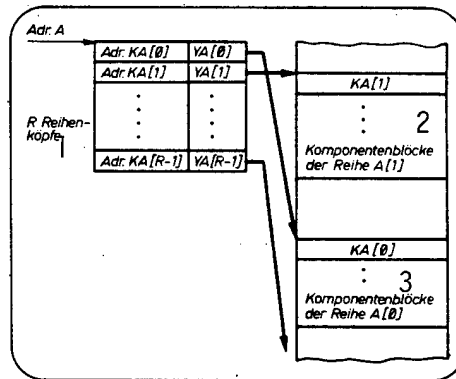 Adr. A
Adr. KA[0] YA[0]
Adr. KA[1] YA[1]
R Reihen-
köpfe
1
Adr. KA[R-1] YA[R-1]
KA[1]
2
Komponentenblöcke
der Reihe A[1]
KA[0]
3
Komponentenblöcke
der Reihe A[0]